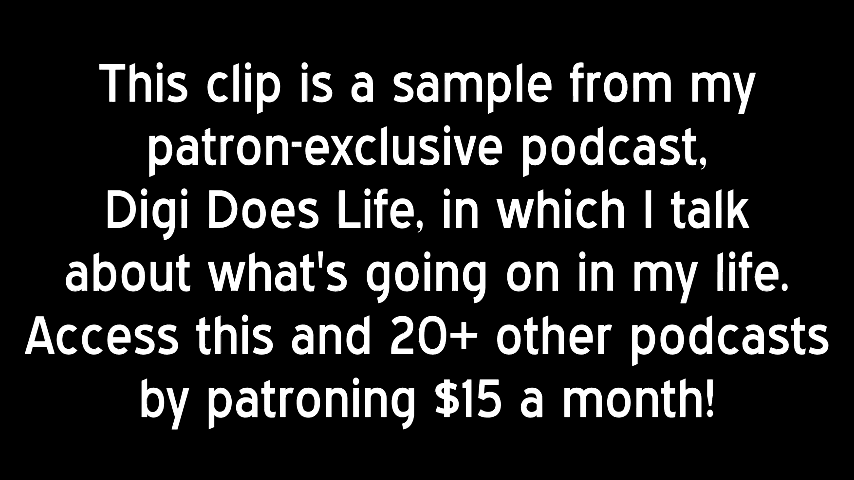 This clip is a sample from my
patron-exclusive podcast,
Digi Does Life, in which I talk
about what's going on in my life.
Access this and 20+ other podcasts
by patroning $15 a month!